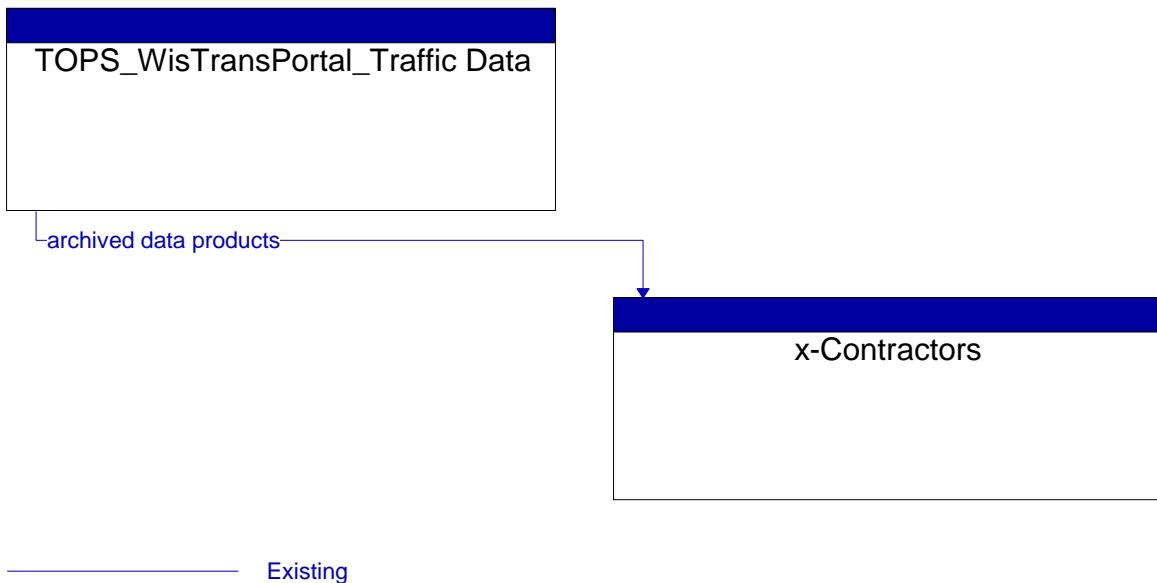 TOPS_WisTransPortal_Traffic Data
archived data products
x-Contractors
Existing